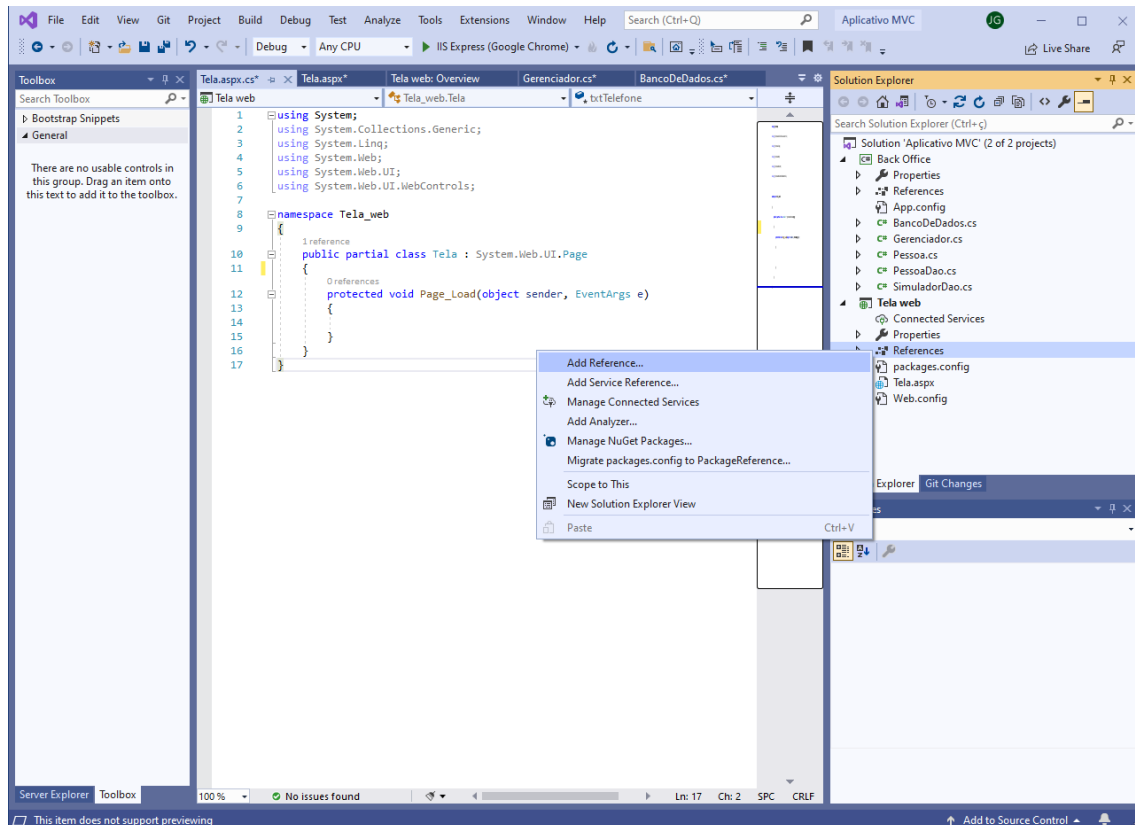 File Edit View Git Project Build Debug Test Analyze Tools Extensions Window Help Search (Ctrl+Q) Aplicativo MVC JG
Debug Any CPU IIS Express (Google Chrome) Live Share
Toolbox
Search Toolbox
Bootstrap Snippets
General
There are no usable controls in
this group. Drag an item onto
this text to add it to the toolbox.
Server Explorer Toolbox
Tela.aspx.cs* Tela.aspx* Tela web: Overview Gerenciador.cs* BancoDeDados.cs*
Tela web Tela_web.Tela txtTelefone
1 using System;
2 using System.Collections.Generic;
3 using System.Linq;
4 using System.Web;
5 using System.Web.UI;
6 using System.Web.UI.WebControls;
7
8 namespace Tela_web
9 {
1 reference
10 public partial class Tela : System.Web.UI.Page
11 {
0 references
12 protected void Page_Load(object sender, EventArgs e)
13 {
14
15 }
16 }
17 }
Add Reference...
Add Service Reference...
Manage Connected Services
Add Analyzer...
Manage NuGet Packages...
Migrate packages.config to PackageReference...
Scope to This
New Solution Explorer View
Paste Ctrl+V
100 % No issues found Ln: 17 Ch: 2 SPC CRLF
Solution Explorer
Search Solution Explorer (Ctrl+ç)
Solution 'Aplicativo MVC' (2 of 2 projects)
Back Office
Properties
References
App.config
BancoDeDados.cs
Gerenciador.cs
Pessoa.cs
PessoaDao.cs
SimuladorDao.cs
Tela web
Connected Services
Properties
References
packages.config
Tela.aspx
Web.config
Explorer Git Changes
This item does not support previewing Add to Source Control